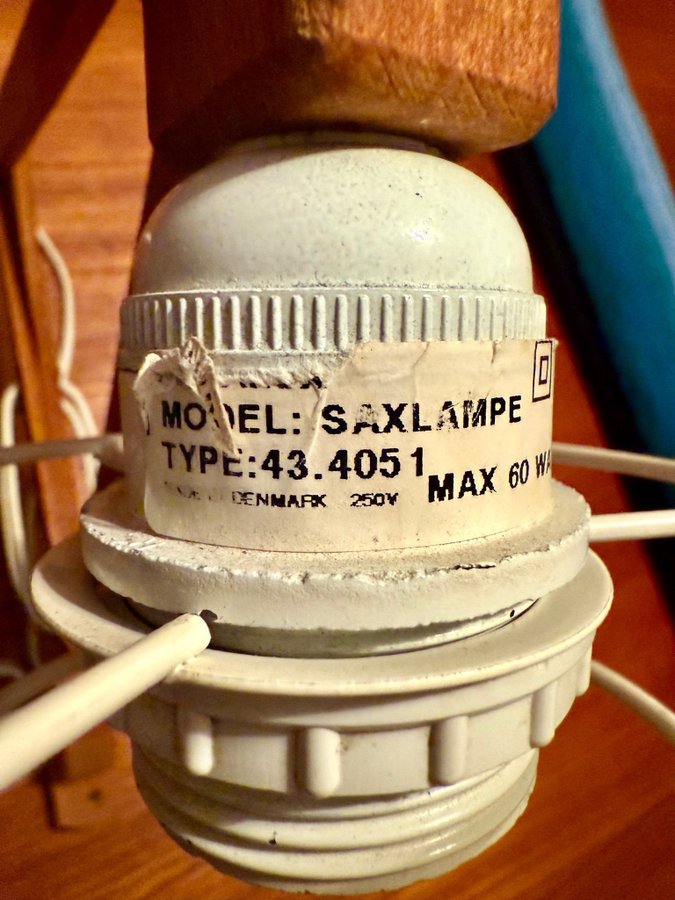 MODEL: SAXLAMPE
TYPE:43.4051
MAX 60 WA
DENMARK 250V